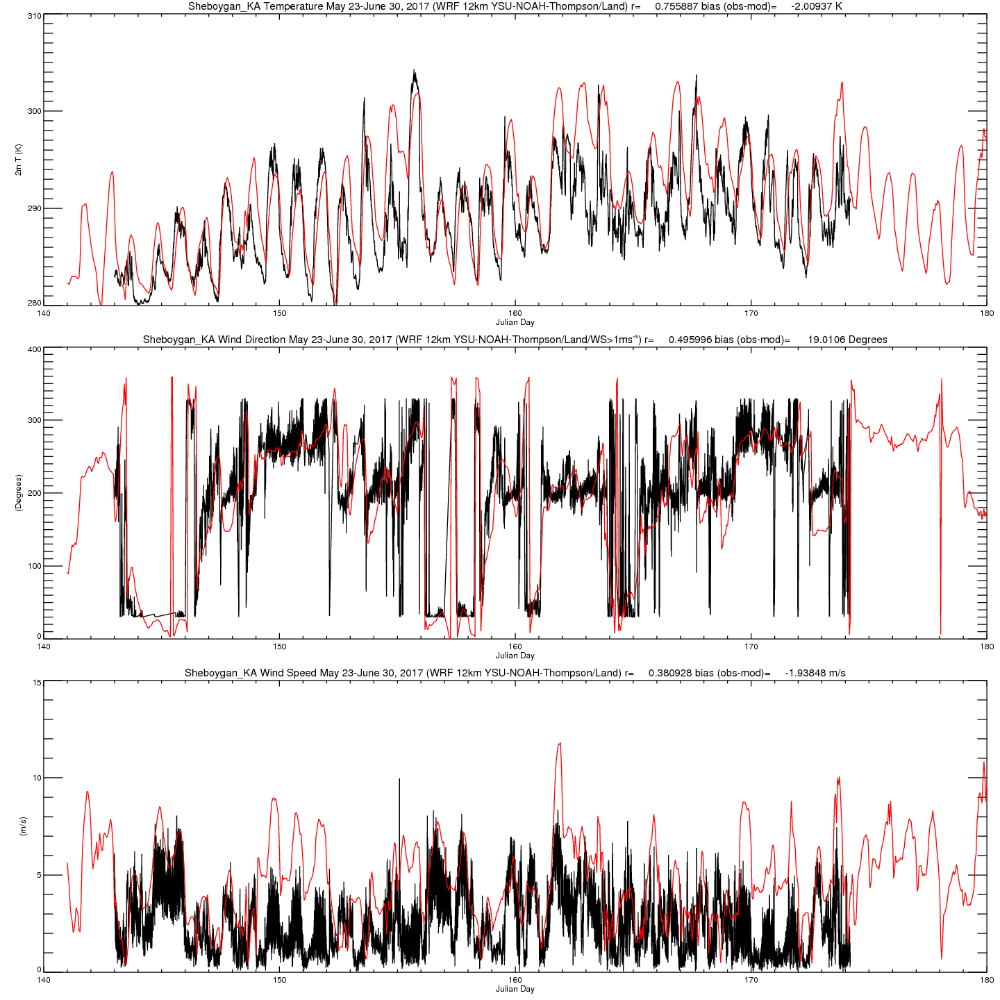 Sheboygan_KA Temperature May 23-June 30, 2017 (WRF 12km YSU-NOAH-Thompson/Land) r= 0.755887 bias (obs-mod)= -2.00937 K
310
300
290
280
2m T (K)
140 150 160 170 180
Julian Day
Sheboygan_KA Wind Direction May 23-June 30, 2017 (WRF 12km YSU-NOAH-Thompson/Land/WS>1ms-s) r= 0.495996 bias (obs-mod)= 19.0106 Degrees
400
300
200
100
0
(Degrees)
140 150 160 170 180
Julian Day
Sheboygan_KA Wind Speed May 23-June 30, 2017 (WRF 12km YSU-NOAH-Thompson/Land) r= 0.380928 bias (obs-mod)= -1.93848 m/s
15
10
5
0
(m/s)
140 150 160 170 180
Julian Day